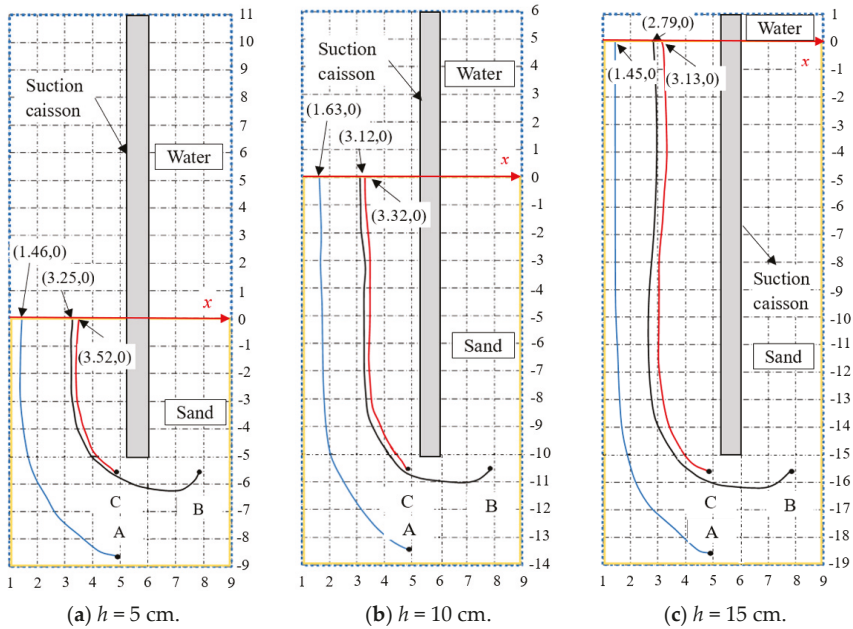 11
10
9
8
7
6
5
4
3
2
1
0
-1
-2
-3
-4
-5
-6
-7
-8
-9
Suction
caisson
Water
(1.46,0)
(3.25,0)
x
(3.52,0)
Sand
C
A
B
1 2 3 4 5 6 7 8 9
(a) h = 5 cm.
6
5
4
3
2
1
0
-1
-2
-3
-4
-5
-6
-7
-8
-9
-10
-11
-12
-13
-14
Suction
caisson
Water
(1.63,0)
(3.12,0)
x
(3.32,0)
Sand
C
B
A
1 2 3 4 5 6 7 8 9
(b) h = 10 cm.
1
0
-1
-2
-3
-4
-5
-6
-7
-8
-9
-10
-11
-12
-13
-14
-15
-16
-17
-18
-19
(2.79,0)
Water
x
(1.45,0)
(3.13,0)
Suction
caisson
Sand
C
B
A
1 2 3 4 5 6 7 8 9
(c) h = 15 cm.